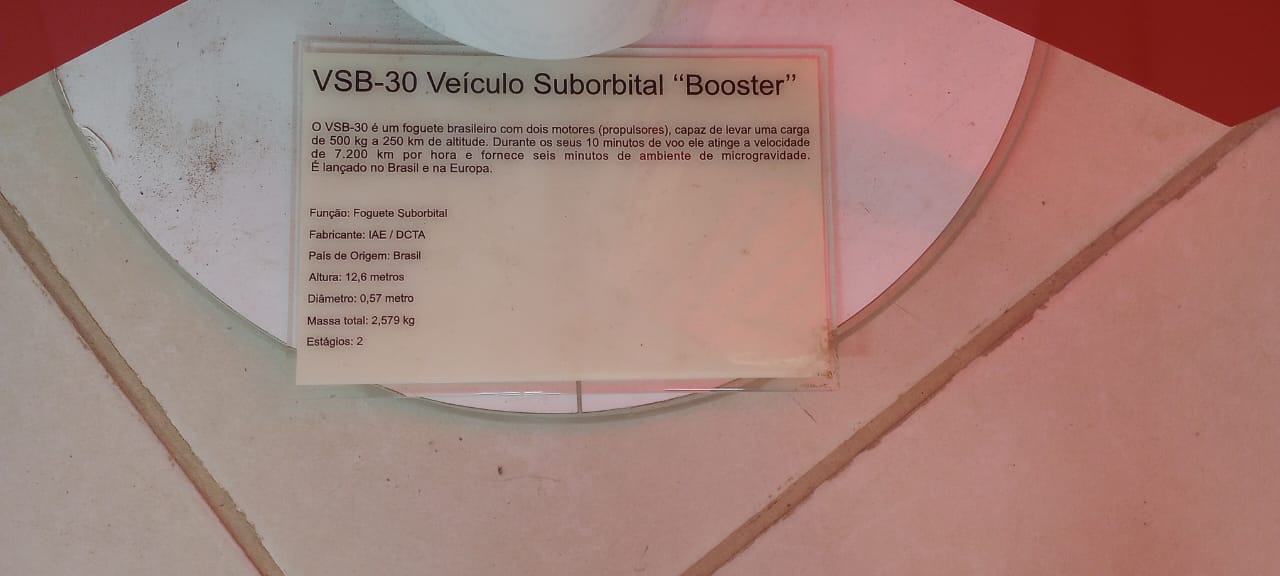 VSB-30 Veículo Suborbital “Booster”
O VSB-30 é um foguete brasileiro com dois motores (propulsores), capaz de levar uma carga
de 500 kg a 250 km de altitude. Durante os seus 10 minutos de voo ele atinge a velocidade
de 7.200 km por hora e fornece seis minutos de ambiente de microgravidade.
É lançado no Brasil e na Europa.
Função: Foguete Suborbital
Fabricante: IAE / DCTA
País de Origem: Brasil
Altura: 12,6 metros
Diâmetro: 0,57 metro
Massa total: 2,579 kg
Estágios: 2